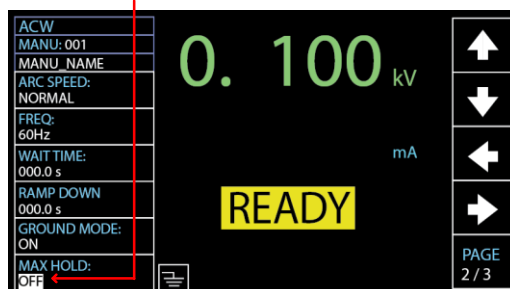 ACW
MANU: 001
MANU_NAME
ARC SPEED:
NORMAL
FREQ:
60Hz
WAIT TIME:
000.0 s
RAMP DOWN
000.0 s
GROUND MODE:
ON
MAX HOLD:
OFF
0. 100 kV
mA
READY
PAGE
2 / 3